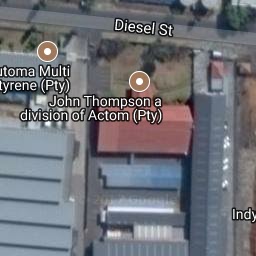 Diesel St
utoma Multi
tyrene (Pty)
John Thompson a
division of Actom (Pty)
Indy